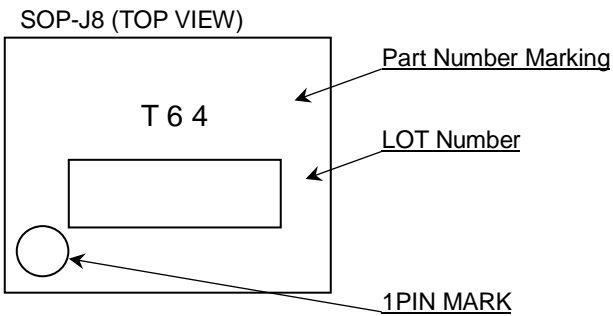 SOP-J8 (TOP VIEW)
Part Number Marking
T 6 4
LOT Number
1PIN MARK